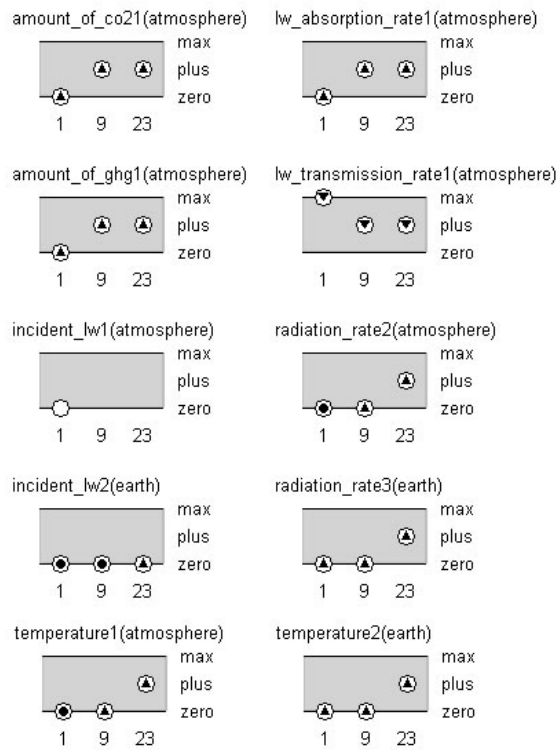 amount_of_co21(atmosphere)
max
plus
zero
1 9 23
lw_absorption_rate1(atmosphere)
max
plus
zero
1 9 23
amount_of_ghg1(atmosphere)
max
plus
zero
1 9 23
lw_transmission_rate1(atmosphere)
max
plus
zero
1 9 23
incident_lw1(atmosphere)
max
plus
zero
1 9 23
radiation_rate2(atmosphere)
max
plus
zero
1 9 23
incident_lw2(earth)
max
plus
zero
1 9 23
radiation_rate3(earth)
max
plus
zero
1 9 23
temperature1(atmosphere)
max
plus
zero
1 9 23
temperature2(earth)
max
plus
zero
1 9 23